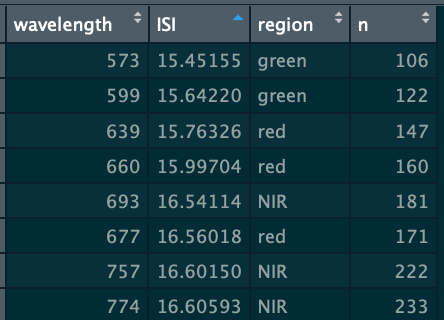 wavelength ISI region n
573 15.45155 green 106
599 15.64220 green 122
639 15.76326 red 147
660 15.99704 red 160
693 16.54114 NIR 181
677 16.56018 red 171
757 16.60150 NIR 222
774 16.60593 NIR 233